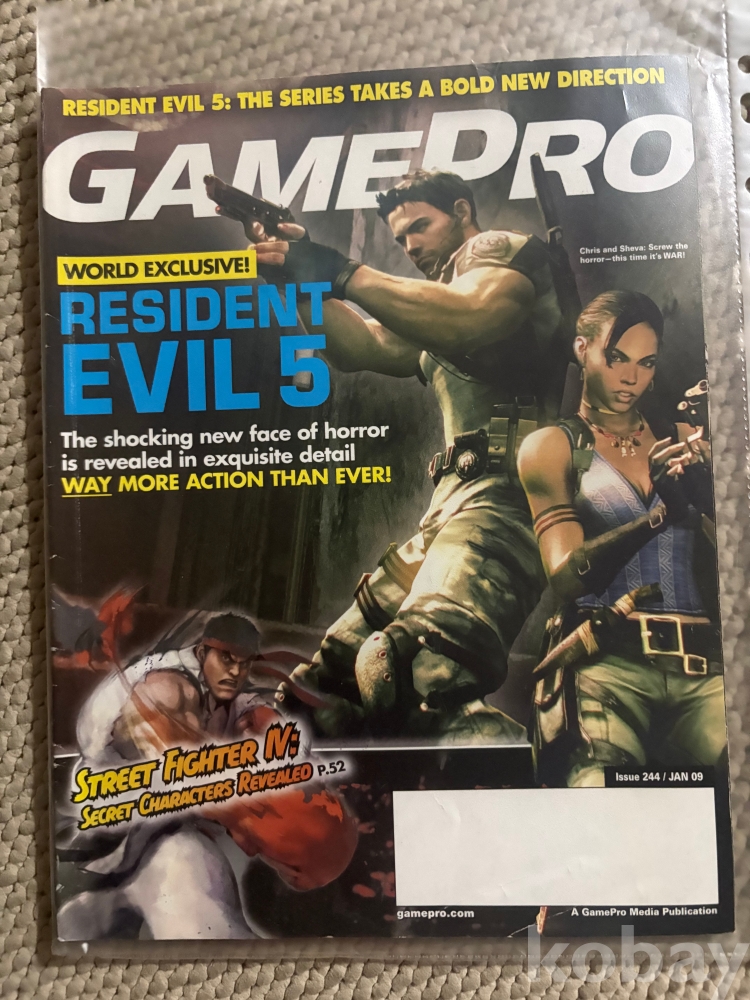 RESIDENT EVIL 5: THE SERIES TAKES A BOLD NEW DIRECTION
GAMEPRO
Chris and Sheva: Screw the
horror—this time it's WAR!
WORLD EXCLUSIVE!
RESIDENT
EVIL 5
The shocking new face of horror
is revealed in exquisite detail
WAY MORE ACTION THAN EVER!
STREET FIGHTER IV:
SECRET CHARACTERS REVEALED P.52
Issue 244 / JAN 09
gamepro.com
A GamePro Media Publication
kobay